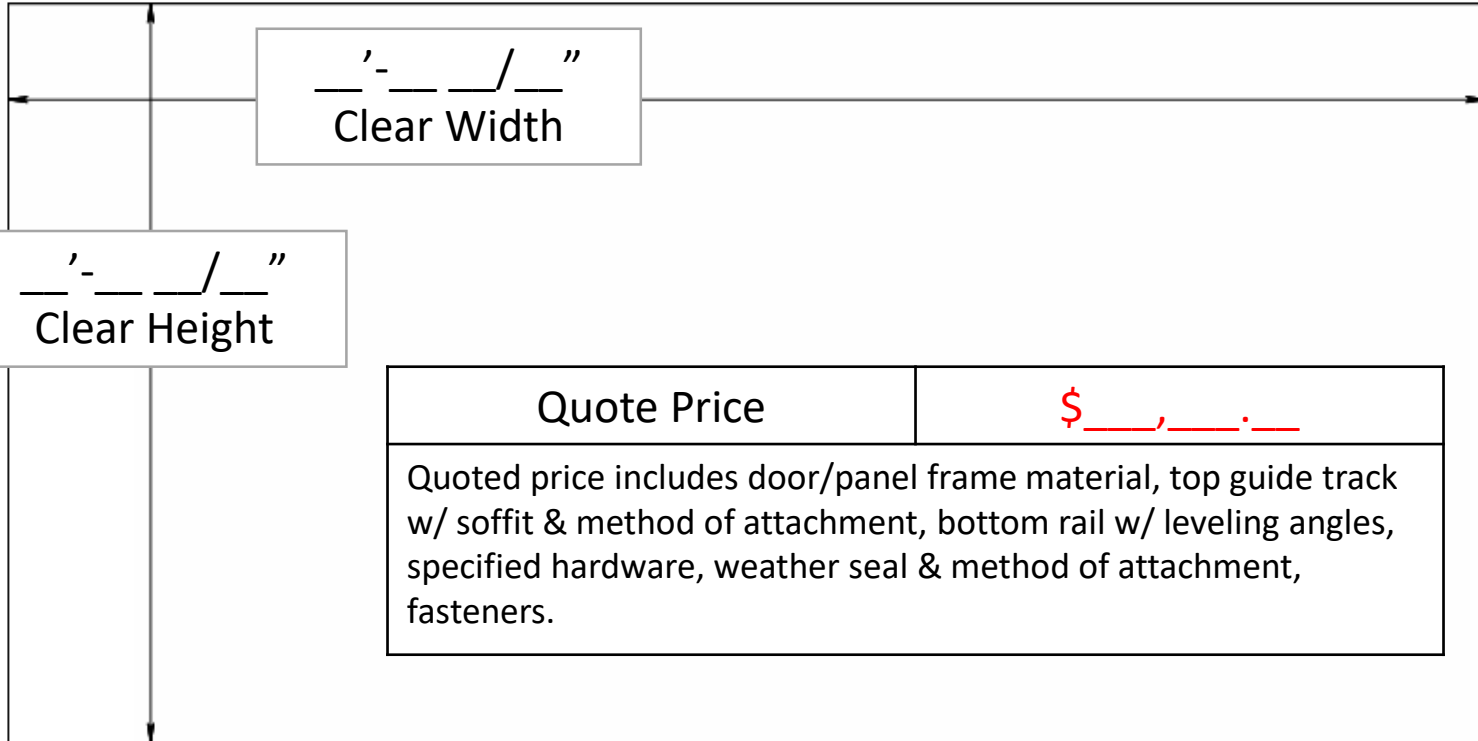 __’-__ __/__”
Clear Width
__’-__ __/__”
Clear Height
Quote Price
$___,___.__
Quoted price includes door/panel frame material, top guide track
w/ soffit & method of attachment, bottom rail w/ leveling angles,
specified hardware, weather seal & method of attachment,
fasteners.